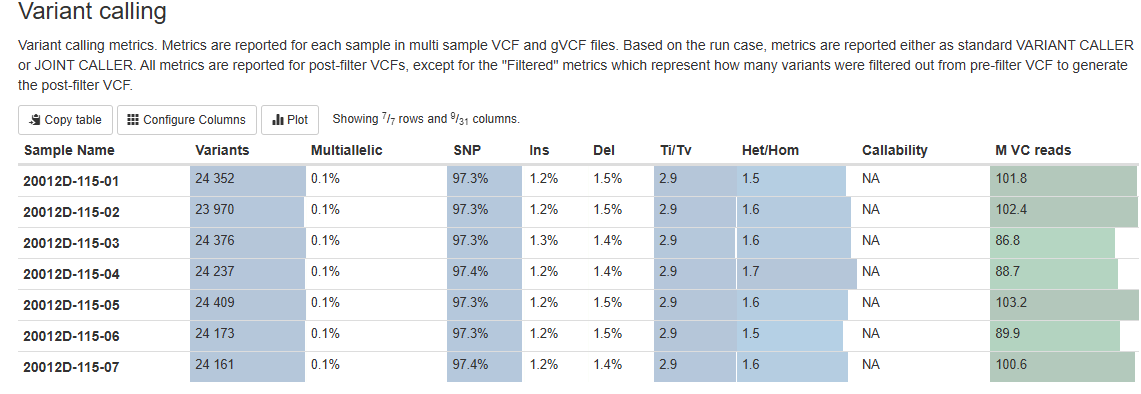 Variant calling
Variant calling metrics. Metrics are reported for each sample in multi sample VCF and gVCF files. Based on the run case, metrics are reported either as standard VARIANT CALLER
or JOINT CALLER. All metrics are reported for post-filter VCFs, except for the "Filtered" metrics which represent how many variants were filtered out from pre-filter VCF to generate
the post-filter VCF.
Copy table Configure Columns Plot Showing 7/7 rows and 9/31 columns.
Sample Name Variants Multiallelic SNP Ins Del Ti/Tv Het/Hom Callability M VC reads
20012D-115-01 24 352 0.1% 97.3% 1.2% 1.5% 2.9 1.5 NA 101.8
20012D-115-02 23 970 0.1% 97.3% 1.2% 1.5% 2.9 1.6 NA 102.4
20012D-115-03 24 376 0.1% 97.3% 1.3% 1.4% 2.9 1.6 NA 86.8
20012D-115-04 24 237 0.1% 97.4% 1.2% 1.4% 2.9 1.7 NA 88.7
20012D-115-05 24 409 0.1% 97.3% 1.2% 1.5% 2.9 1.6 NA 103.2
20012D-115-06 24 173 0.1% 97.3% 1.2% 1.5% 2.9 1.5 NA 89.9
20012D-115-07 24 161 0.1% 97.4% 1.2% 1.4% 2.9 1.6 NA 100.6